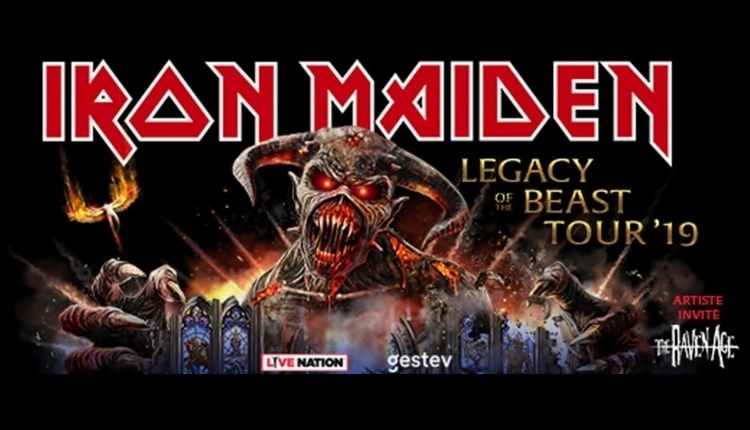 IRON MAIDEN
LEGACY
OF THE BEAST
TOUR '19
ARTISTE
INVITÉ
THE RAVEN AGE
LIVE NATION
gestev